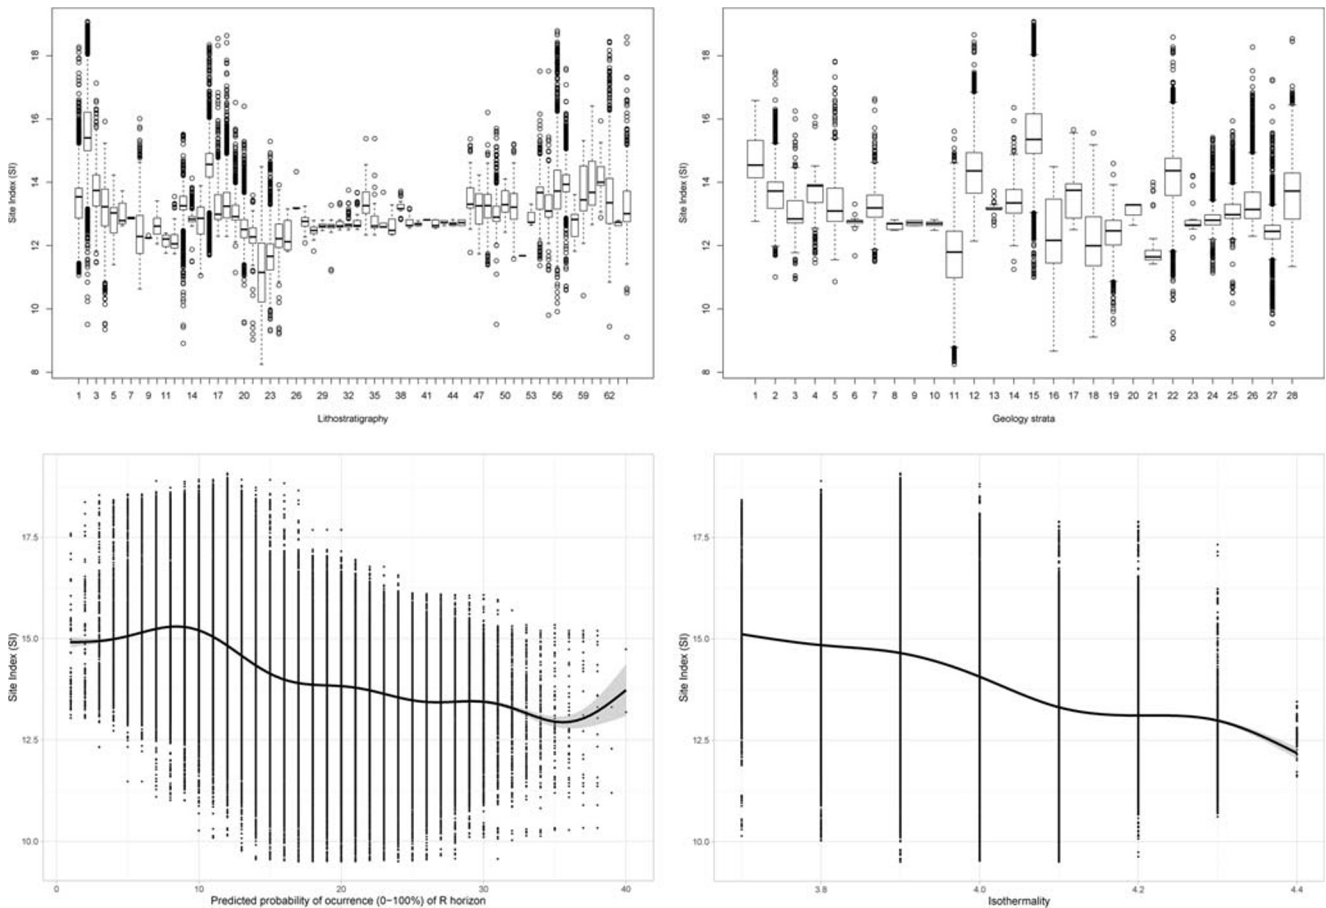 18
16
14
12
10
8
Site Index (SI)
1 3 5 7 9 11 14 17 20 23 26 29 32 35 38 41 44 47 50 53 56 59 62
Lithostratigraphy
18
16
14
12
10
8
Site Index (SI)
1 2 3 4 5 6 7 8 9 10 11 12 13 14 15 16 17 18 19 20 21 22 23 24 25 26 27 28
Geology strata
17.5
15.0
12.5
10.0
Site Index (SI)
0 10 20 30 40
Predicted probability of ocurrence (0−100%) of R horizon
17.5
15.0
12.5
10.0
Site Index (SI)
3.8 4.0 4.2 4.4
Isothermality